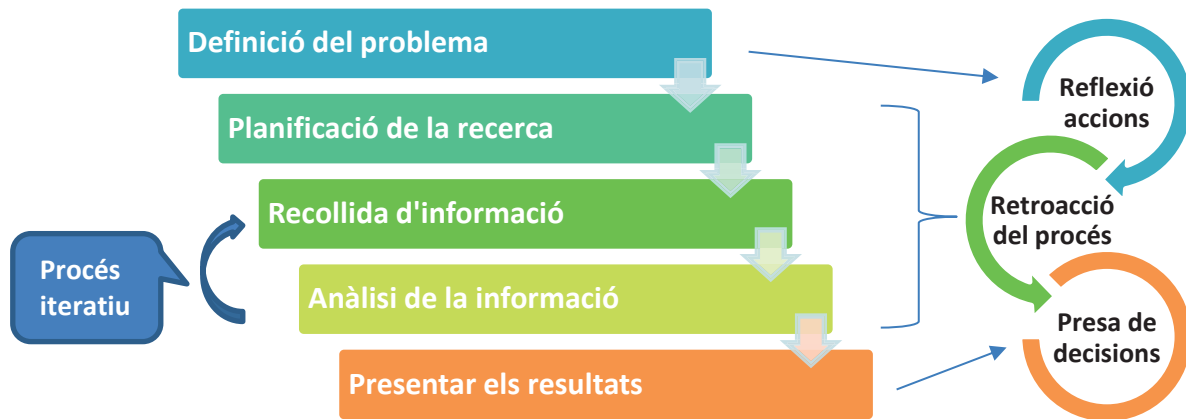 Definició del problema
Planificació de la recerca
Recollida d'informació
Anàlisi de la informació
Presentar els resultats
Procés
iteratiu
Reflexió
accions
Retroacció
del procés
Presa de
decisions